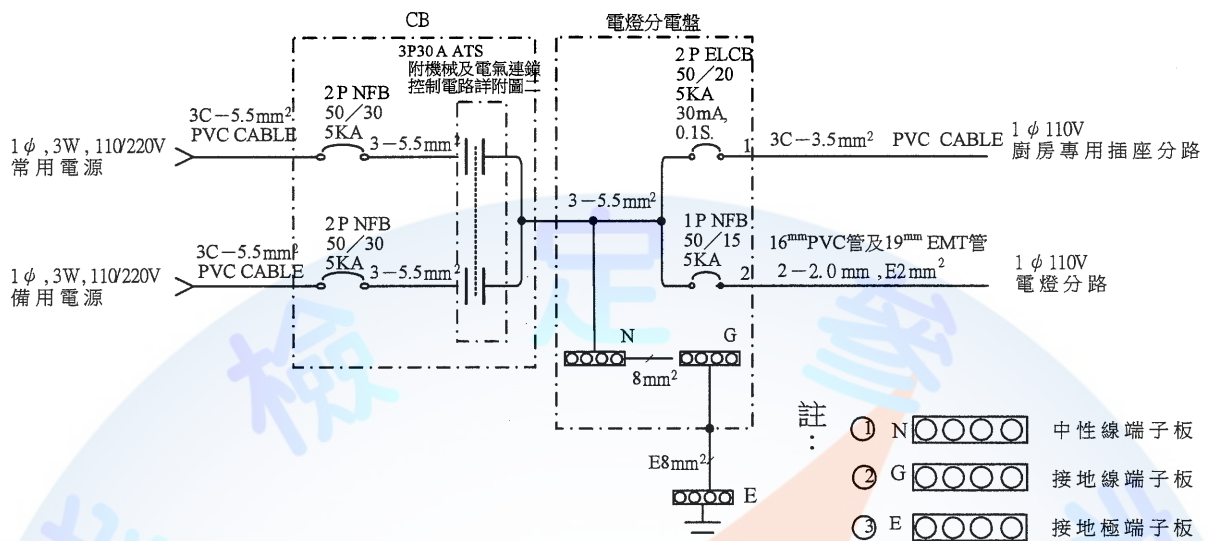 CB
電燈分電盤
3P30A ATS
附機械及電氣連鎖
控制電路詳附圖二
2P ELCB
50／20
5KA
30mA,
0.1S.
2P NFB
50／30
5KA
3C－5.5mm²
PVC CABLE
3－5.5mm²
1φ,3W,110/220V
常用電源
1
3C－3.5mm² PVC CABLE
1φ110V
廚房專用插座分路
3－5.5mm²
2P NFB
50／30
5KA
3C－5.5mm²
PVC CABLE
3－5.5mm²
1φ,3W,110/220V
備用電源
1P NFB
50／15
5KA
2
16mmPVC管及19mm EMT管
2－2.0mm,E2mm²
1φ110V
電燈分路
N
G
8mm²
E8mm²
E
註：
① N 中性線端子板
② G 接地線端子板
③ E 接地極端子板
檢定參